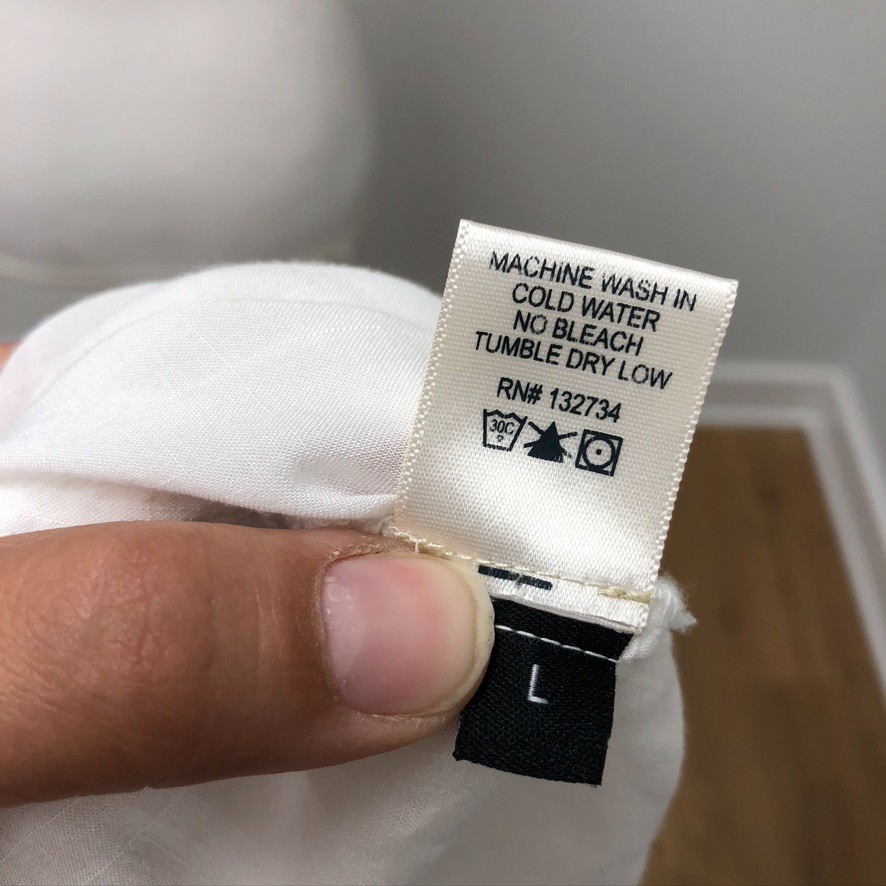 MACHINE WASH IN
COLD WATER
NO BLEACH
TUMBLE DRY LOW
RN# 132734
30C
L